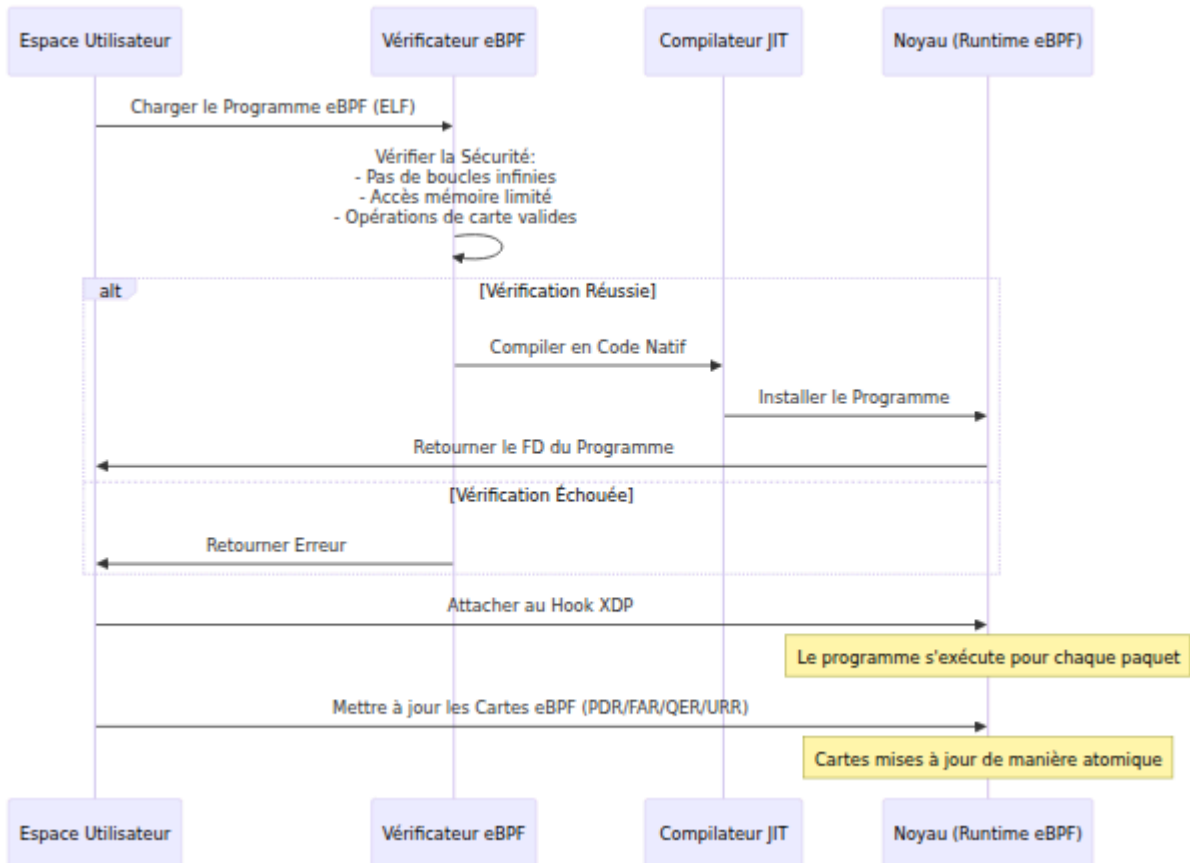 Espace Utilisateur
Vérificateur eBPF
Compilateur JIT
Noyau (Runtime eBPF)
Charger le Programme eBPF (ELF)
Vérifier la Sécurité:
- Pas de boucles infinies
- Accès mémoire limité
- Opérations de carte valides
alt
[Vérification Réussie]
Compiler en Code Natif
Installer le Programme
Retourner le FD du Programme
[Vérification Échouée]
Retourner Erreur
Attacher au Hook XDP
Le programme s'exécute pour chaque paquet
Mettre à jour les Cartes eBPF (PDR/FAR/QER/URR)
Cartes mises à jour de manière atomique
Espace Utilisateur
Vérificateur eBPF
Compilateur JIT
Noyau (Runtime eBPF)